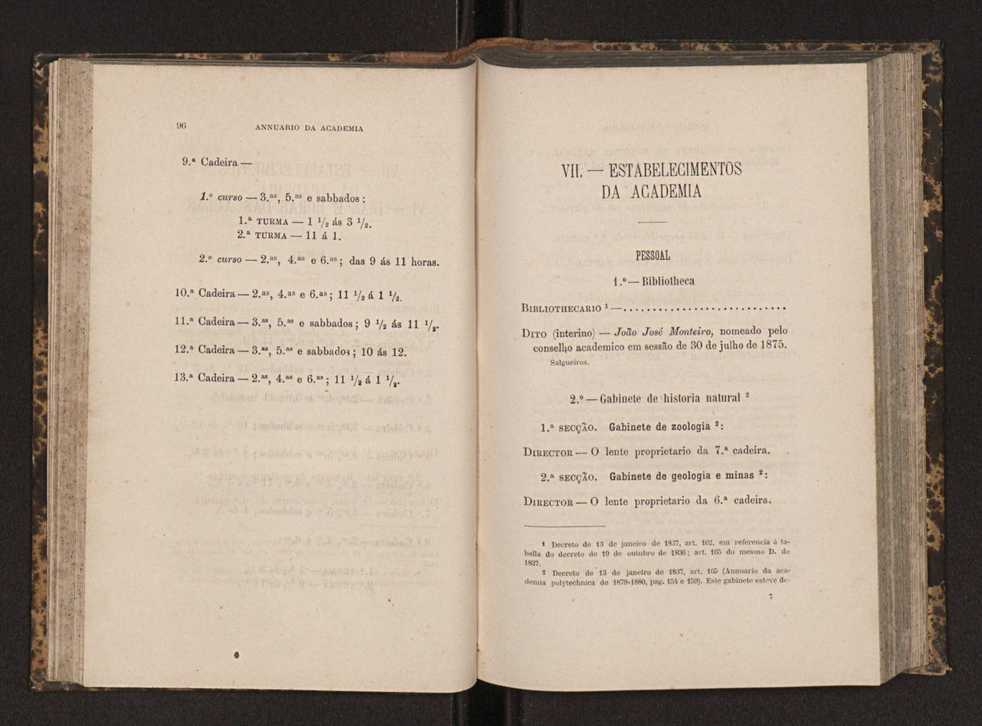 96
ANNUARIO DA ACADEMIA
9.ª Cadeira —
1.º curso — 3.ªˢ, 5.ªˢ e sabbados:
1.ª TURMA — 1 1/2 ás 3 1/2.
2.ª TURMA — 11 á 1.
2.º curso — 2.ªˢ, 4.ªˢ e 6.ªˢ; das 9 ás 11 horas.
10.ª Cadeira — 2.ªˢ, 4.ªˢ e 6.ªˢ; 11 1/2 á 1 1/2.
11.ª Cadeira — 3.ªˢ, 5.ªˢ e sabbados; 9 1/2 ás 11 1/2.
12.ª Cadeira — 3.ªˢ, 5.ªˢ e sabbados; 10 ás 12.
13.ª Cadeira — 2.ªˢ, 4.ªˢ e 6.ªˢ; 11 1/2 á 1 1/2.
VII. — ESTABELECIMENTOS
DA ACADEMIA
PESSOAL
1.º — Bibliotheca
BIBLIOTHECARIO ¹ — ..........................
DITO (interino) — João José Monteiro, nomeado pelo
conselho academico em sessão de 30 de julho de 1875.
Salgueiros.
2.º — Gabinete de historia natural ²
1.ª SECÇÃO. Gabinete de zoologia ²:
DIRECTOR — O lente proprietario da 7.ª cadeira.
2.ª SECÇÃO. Gabinete de geologia e minas ²:
DIRECTOR — O lente proprietario da 6.ª cadeira.
¹ Decreto de 13 de janeiro de 1837, art. 162, em referencia á ta-
bella do decreto de 19 de outubro de 1836; art. 165 do mesmo D. de
1837.
² Decreto de 13 de janeiro de 1837, art. 165 (Annuario da aca-
demia polytechnica de 1879-1880, pag. 154 e 159). Este gabinete esteve de-
7